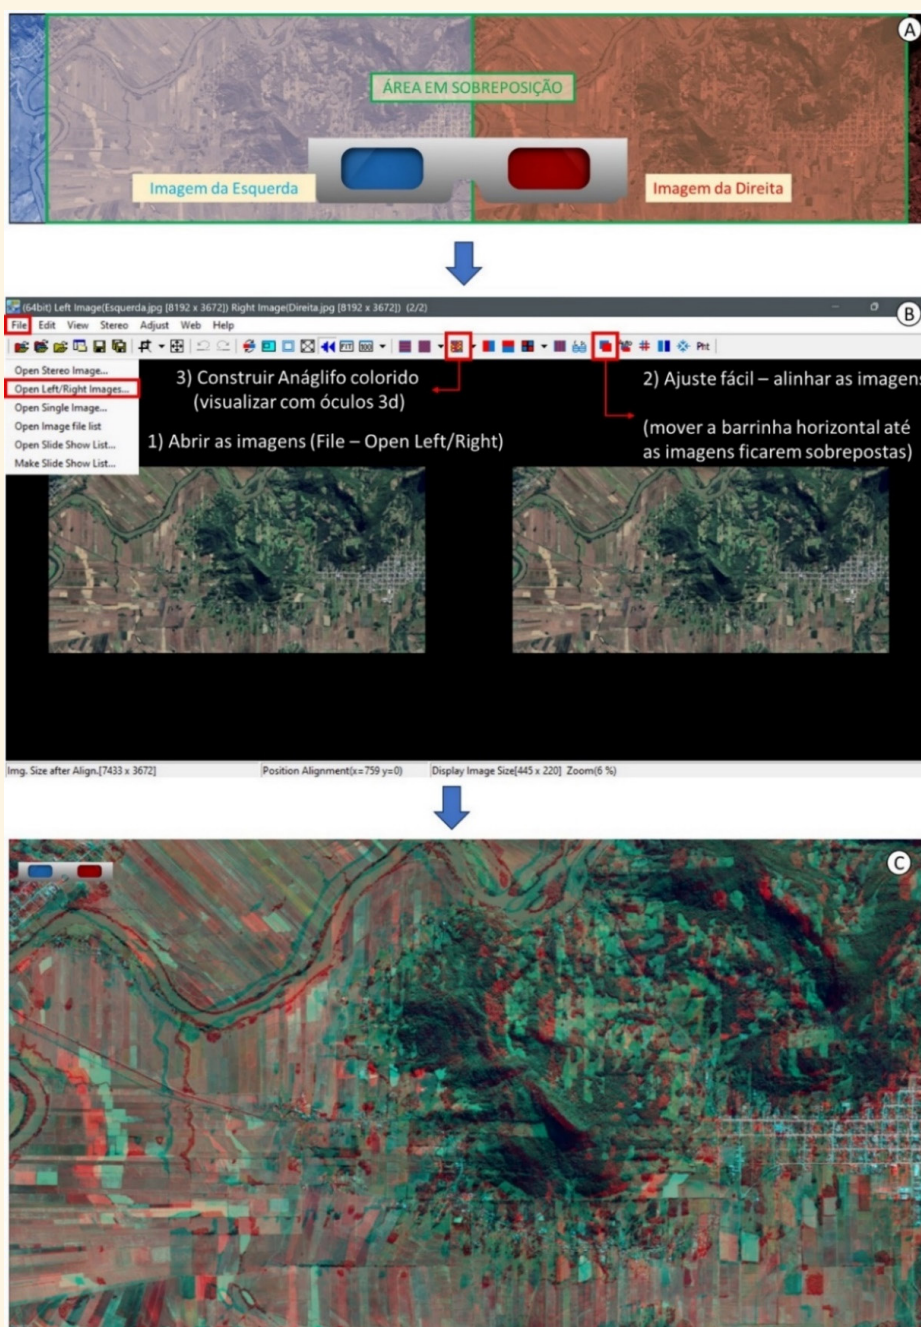 A
ÁREA EM SOBREPOSIÇÃO
Imagem da Esquerda
Imagem da Direita
(64bit) Left Image(Esquerda.jpg [8192 x 3672]) Right Image(Direita.jpg [8192 x 3672]) (2/2)
B
File Edit View Stereo Adjust Web Help
FIT 100 Pht
Open Stereo Image...
Open Left/Right Images...
Open Single Image...
Open Image file list
Open Slide Show List...
Make Slide Show List...
3) Construir Anáglifo colorido
(visualizar com óculos 3d)
2) Ajuste fácil – alinhar as imagens
1) Abrir as imagens (File – Open Left/Right)
(mover a barrinha horizontal até
as imagens ficarem sobrepostas)
Img. Size after Align.[7433 x 3672] Position Alignment(x=759 y=0) Display Image Size[445 x 220] Zoom(6 %)
C